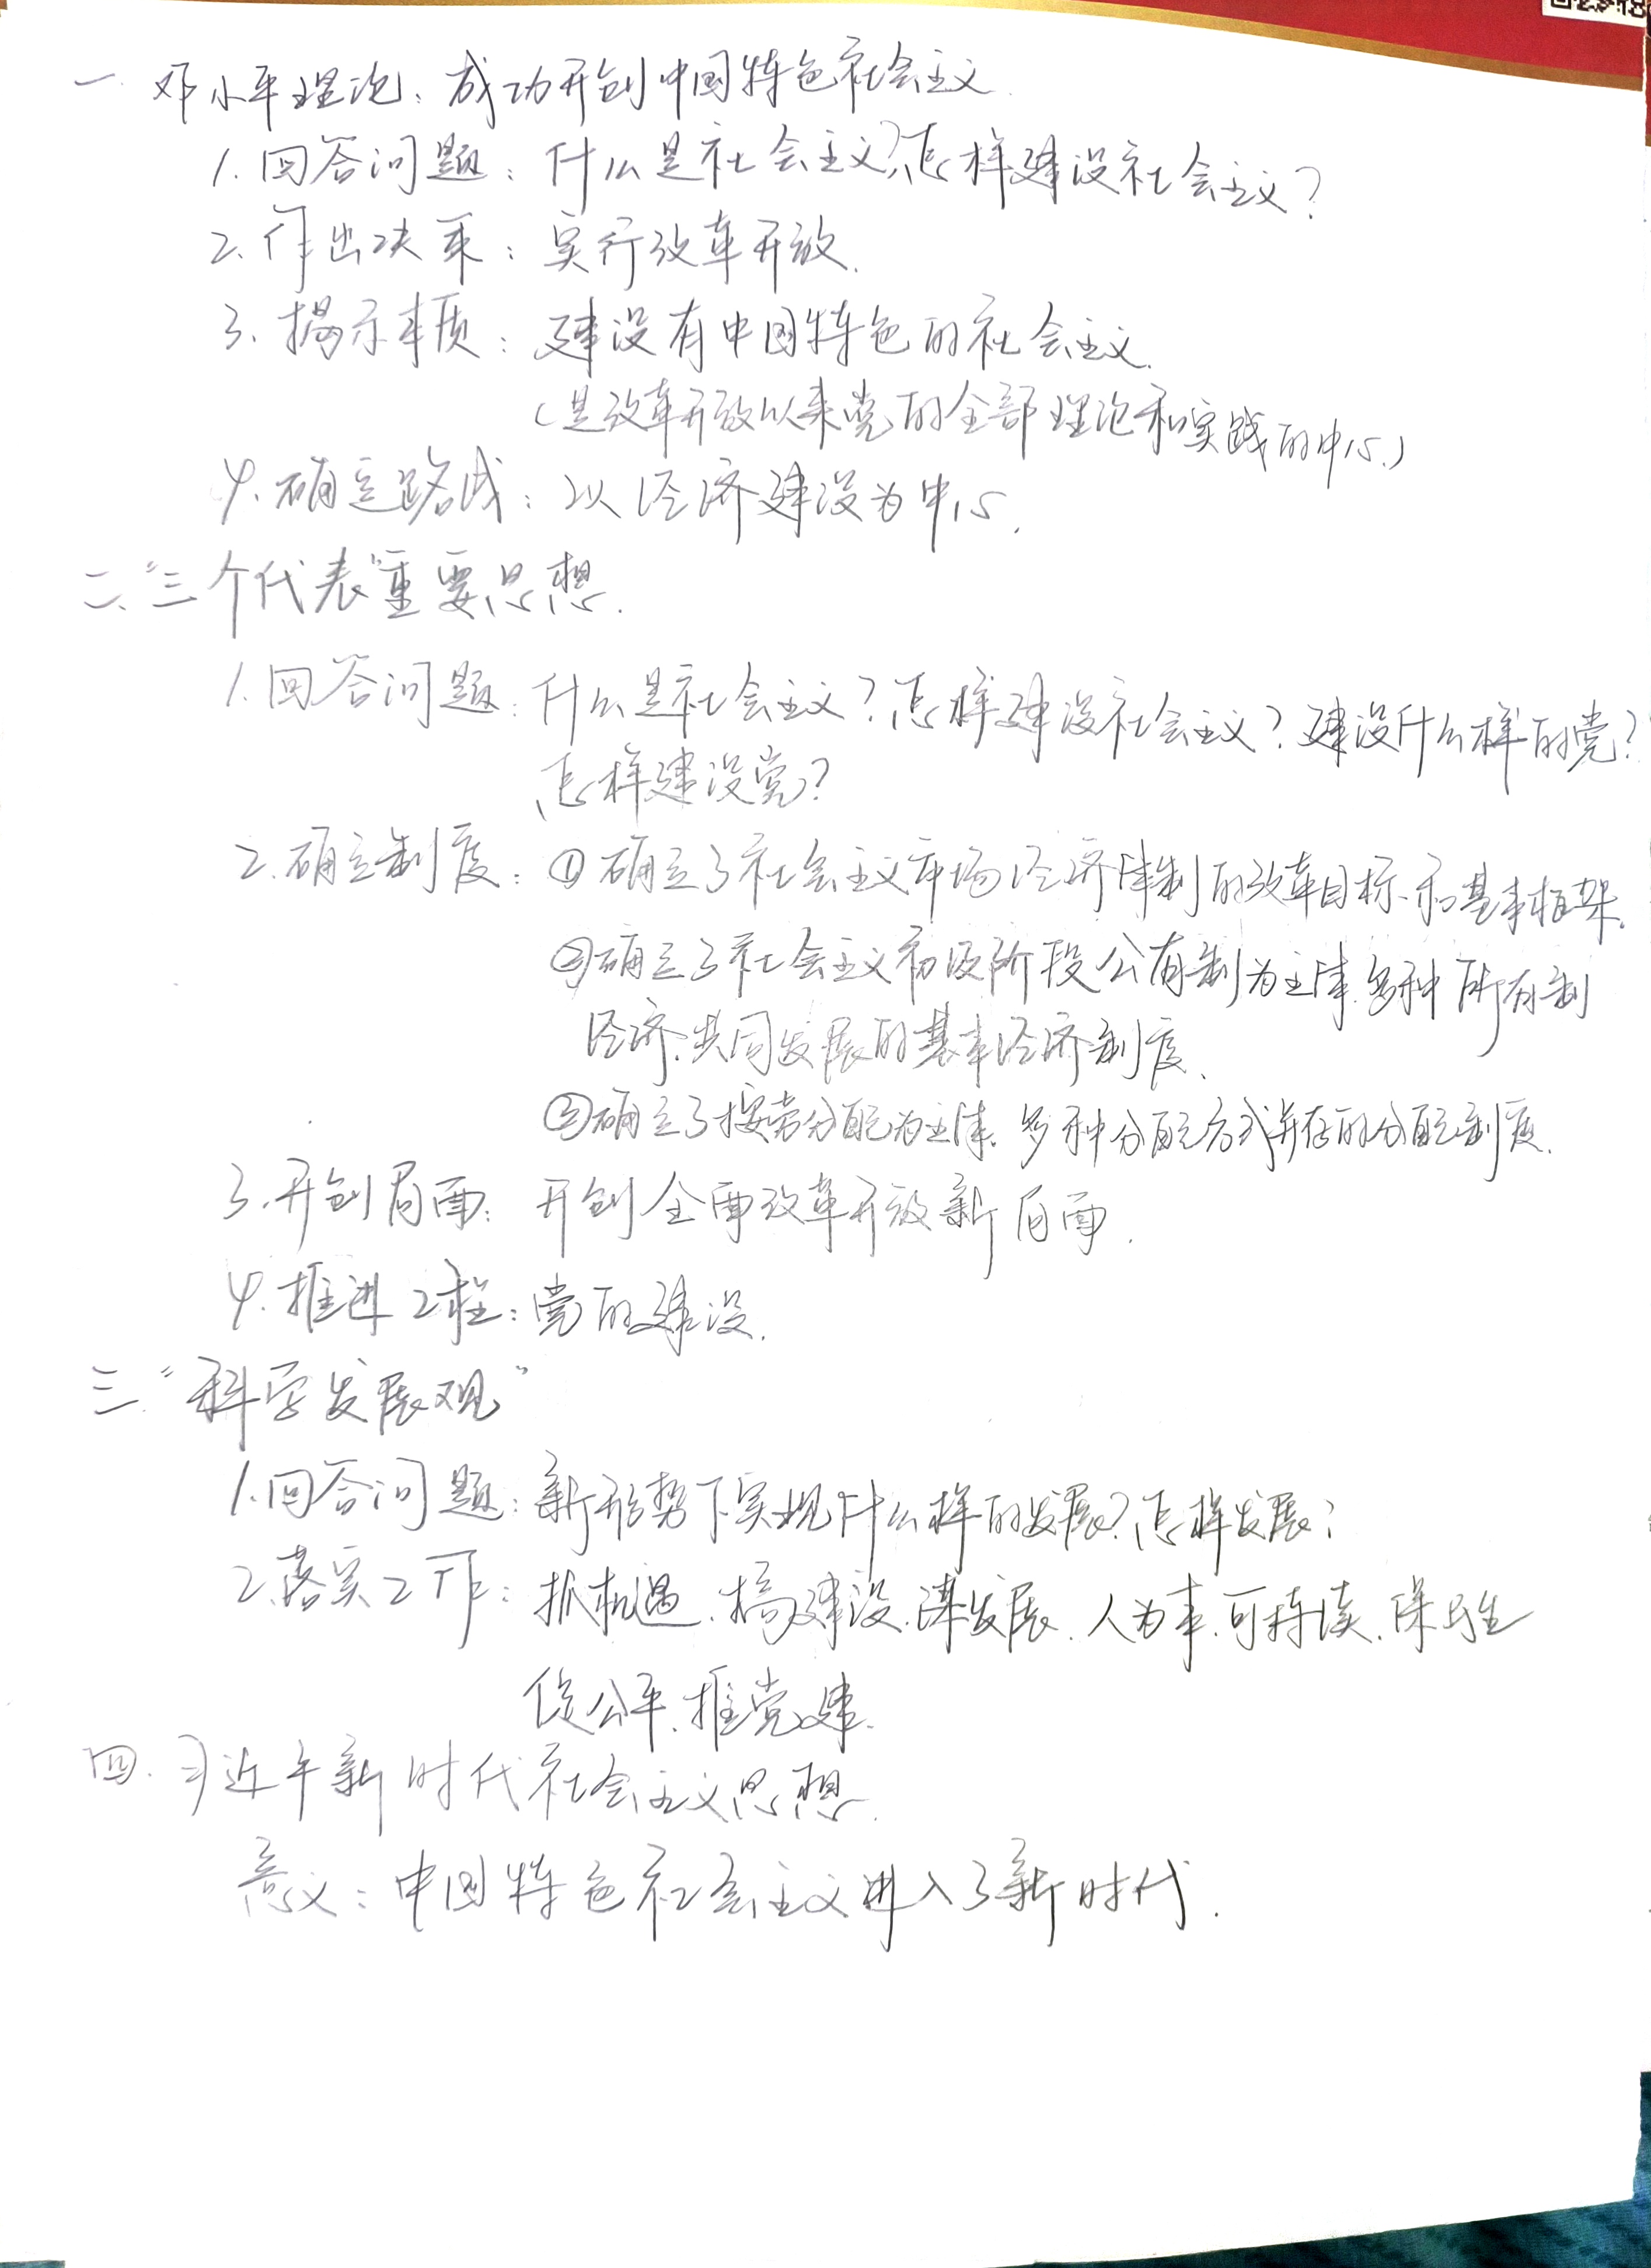 一 邓小平理论：成功开创中国特色社会主义.
1.回答问题：什么是社会主义？怎样建设社会主义？
2.作出决策：实行改革开放.
3.揭示本质：建设有中国特色的社会主义.
（是改革开放以来党的全部理论和实践的中心.）
4.确定路线：以经济建设为中心.
二、“三个代表”重要思想.
1.回答问题：什么是社会主义？怎样建设社会主义？建设什么样的党？
怎样建设党？
2.确立制度：①确立了社会主义市场经济体制的改革目标和基本框架.
②确立了社会主义初级阶段公有制为主体.多种所有制
经济.共同发展的基本经济制度.
③确立了按劳分配为主体.多种分配方式并存的分配制度.
3.开创局面：开创全面改革开放新局面.
4.推进工程：党的建设.
三.“科学发展观”
1.回答问题：新形势下实现什么样的发展？怎样发展？
2.落实工作：抓机遇.搞建设.谋发展.人为本.可持续.保民生
促公平.推党建.
四.习近平新时代社会主义思想.
意义：中国特色社会主义进入了新时代.